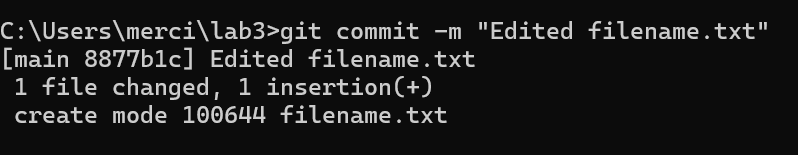 C:\Users\merci\lab3>git commit -m "Edited filename.txt"
[main 8877b1c] Edited filename.txt
 1 file changed, 1 insertion(+)
 create mode 100644 filename.txt